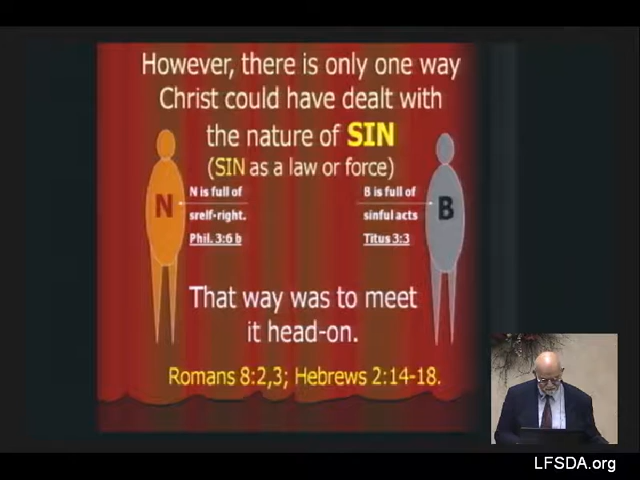 However, there is only one way
Christ could have dealt with
the nature of SIN
(SIN as a law or force)
N
N is full of
srelf-right.
Phil. 3:6 b
B is full of
sinful acts
Titus 3:3
B
That way was to meet
it head-on.
Romans 8:2,3; Hebrews 2:14-18.
LFSDA.org